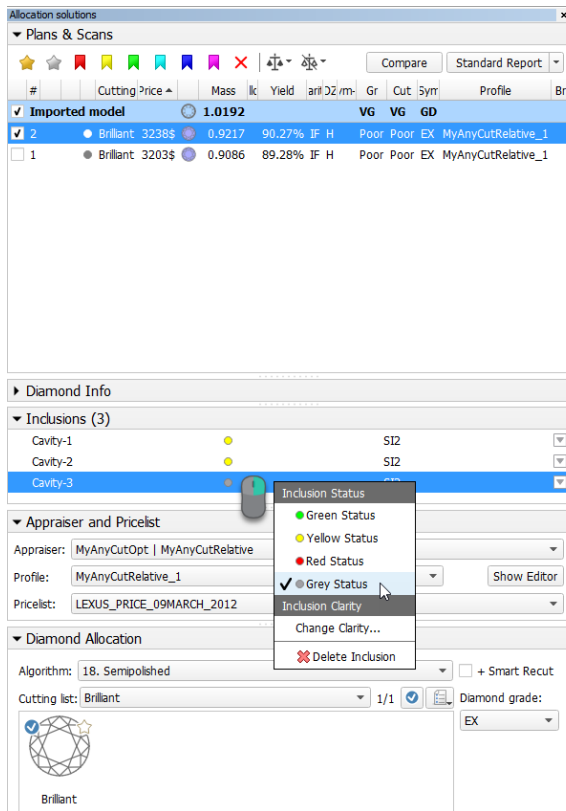 Allocation solutions
Plans & Scans
Compare Standard Report
# Cutting Price Mass Yield Gr Cut Sym Profile Br
Imported model 1.0192 VG VG GD
2 Brilliant 3238$ 0.9217 90.27% IF H Poor Poor EX MyAnyCutRelative_1
1 Brilliant 3203$ 0.9086 89.28% IF H Poor Poor EX MyAnyCutRelative_1
Diamond Info
Inclusions (3)
Cavity-1 SI2
Cavity-2 SI2
Cavity-3 SI2
Inclusion Status
Green Status
Yellow Status
Red Status
Grey Status
Inclusion Clarity
Change Clarity...
Delete Inclusion
Appraiser and Pricelist
Appraiser: MyAnyCutOpt | MyAnyCutRelative
Profile: MyAnyCutRelative_1 Show Editor
Pricelist: LEXUS_PRICE_09MARCH_2012
Diamond Allocation
Algorithm: 18. Semipolished + Smart Recut
Cutting list: Brilliant 1/1 Diamond grade:
EX
Brilliant